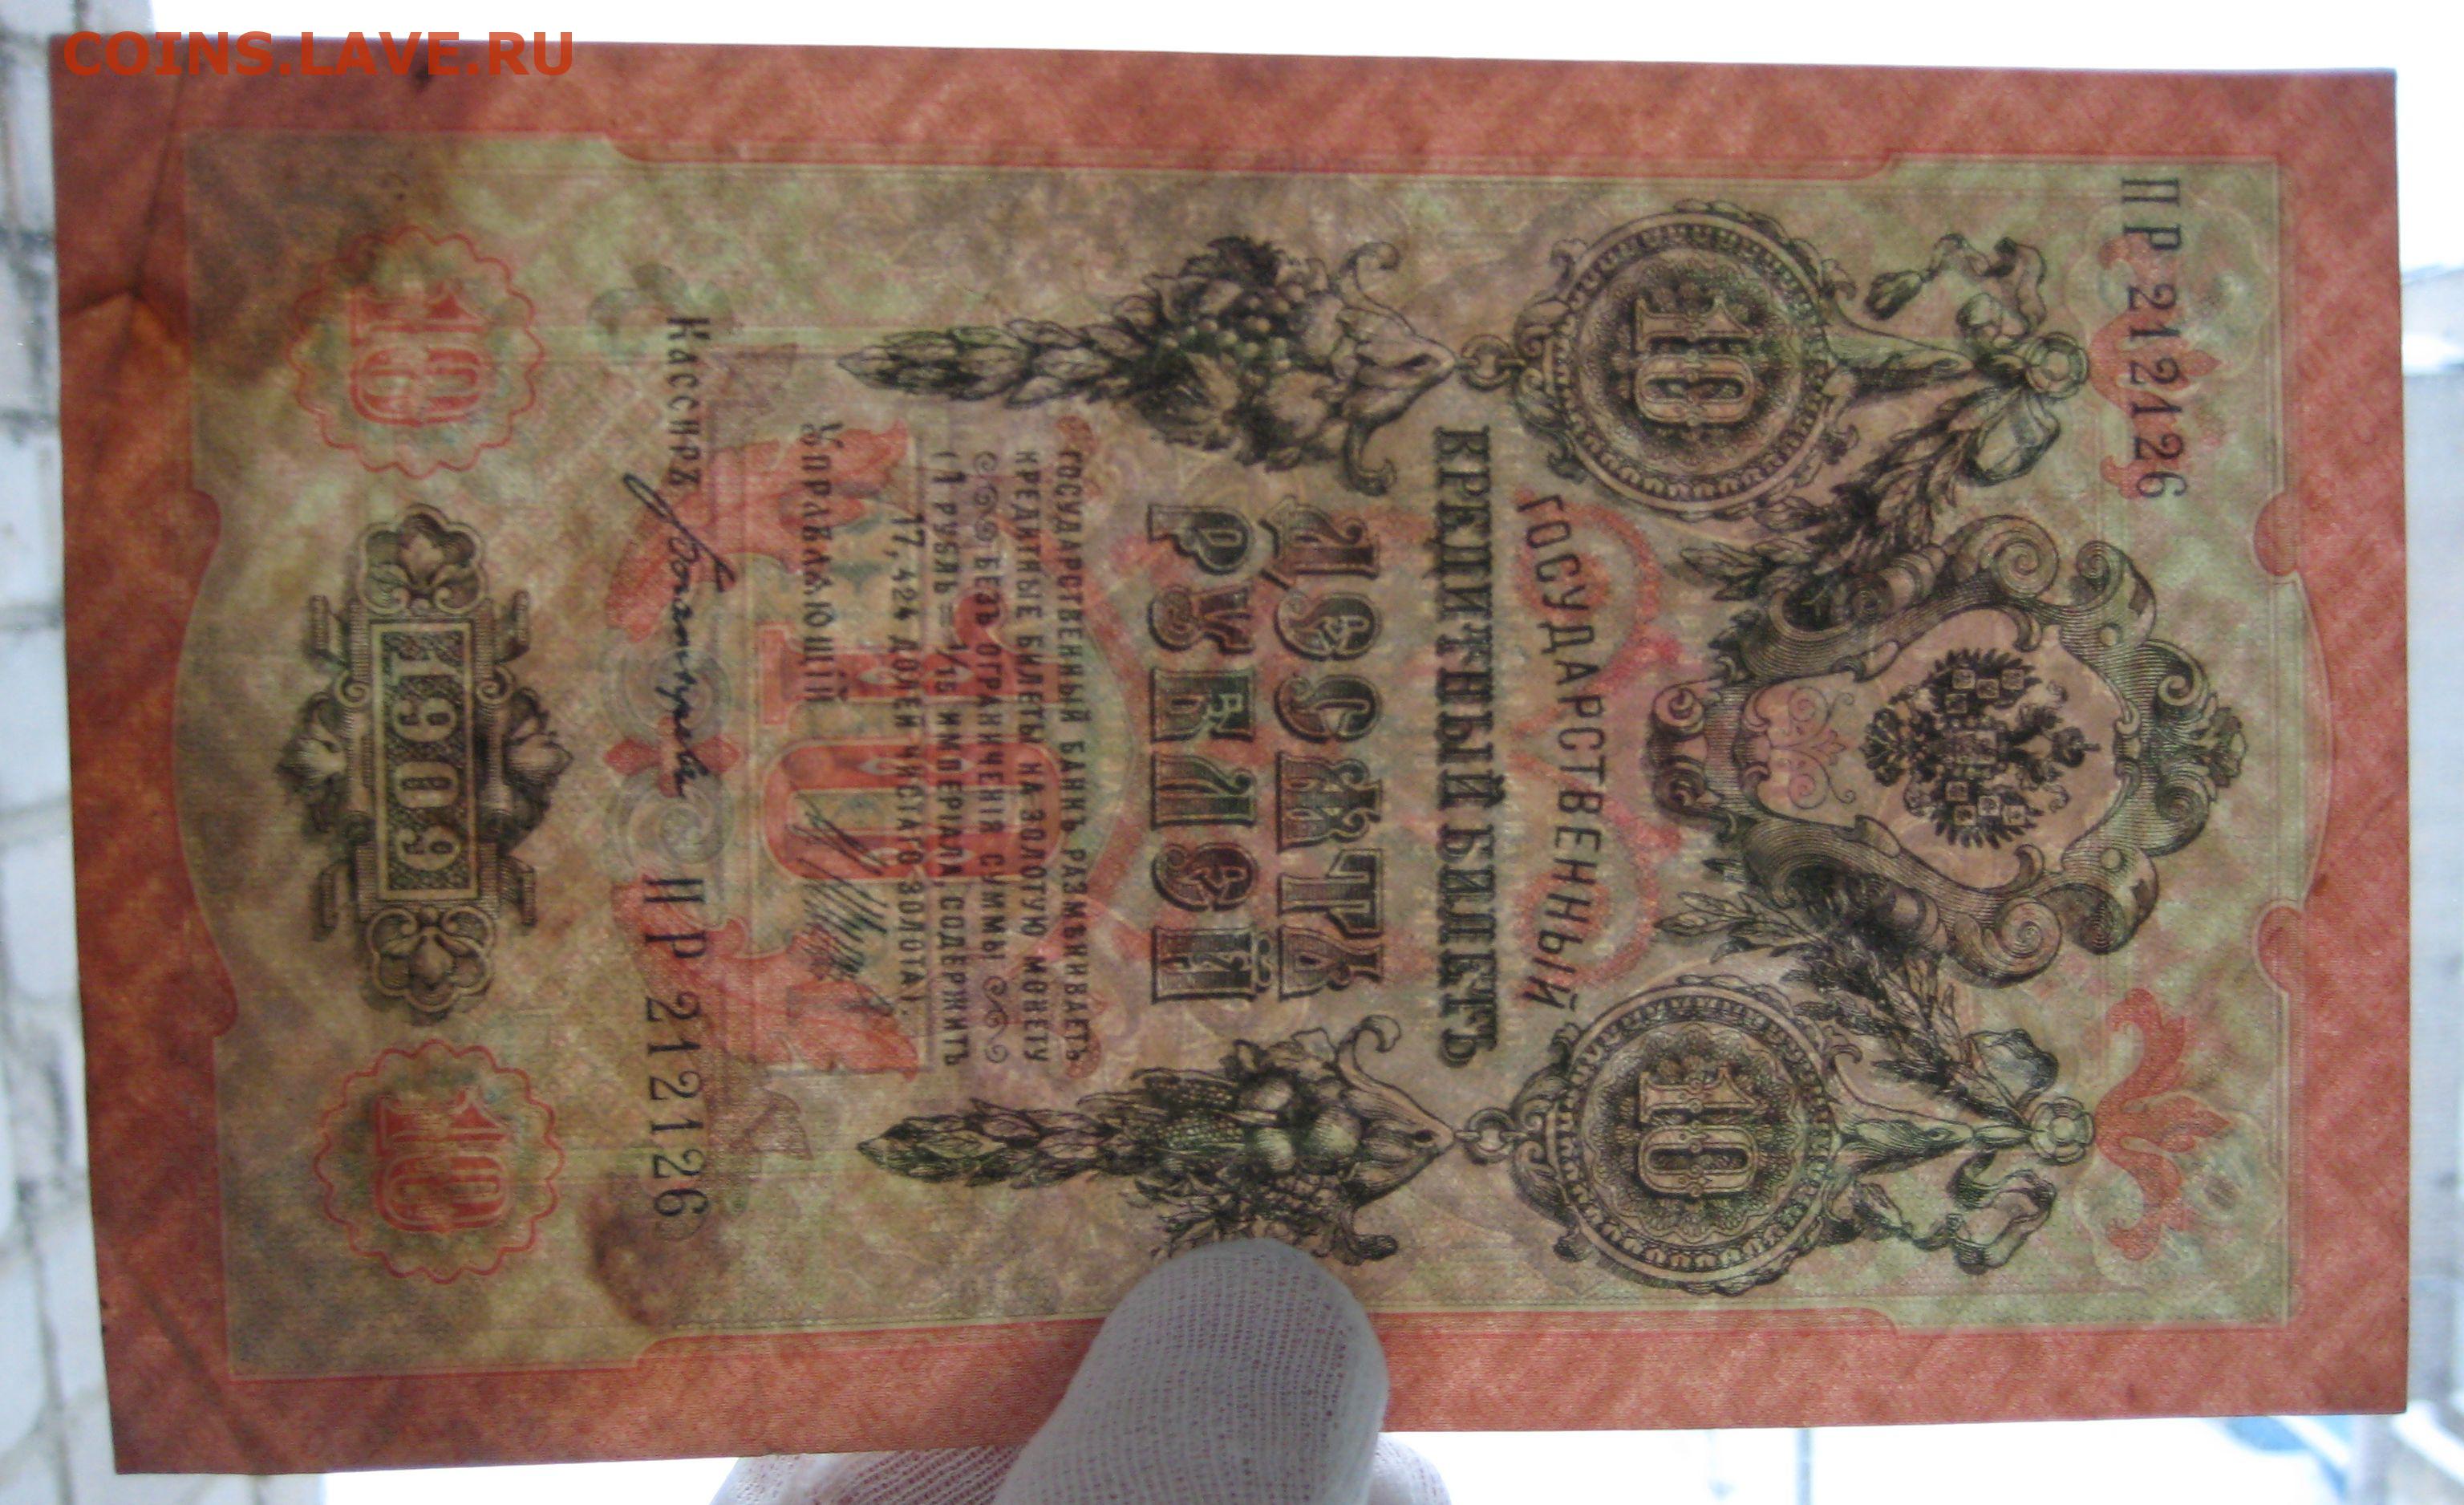 COINS.LAVE.RU
ПР 212126
10
10
ГОСУДАРСТВЕННЫЙ
КРЕДИТНЫЙ БИЛЕТЪ
ДЕСЯТЬ
РУБЛЕЙ
ГОСУДАРСТВЕННЫЙ БАНКЪ РАЗМѢНИВАЕТЪ
КРЕДИТНЫЕ БИЛЕТЫ НА ЗОЛОТУЮ МОНЕТУ
БЕЗЪ ОГРАНИЧЕНІЯ СУММЫ
(1 РУБЛЬ = 1/15 ИМПЕРІАЛА, СОДЕРЖИТЪ
17,424 ДОЛЕЙ ЧИСТАГО ЗОЛОТА).
Управляющій
10
Кассиръ
ПР 212126
10
1909
10